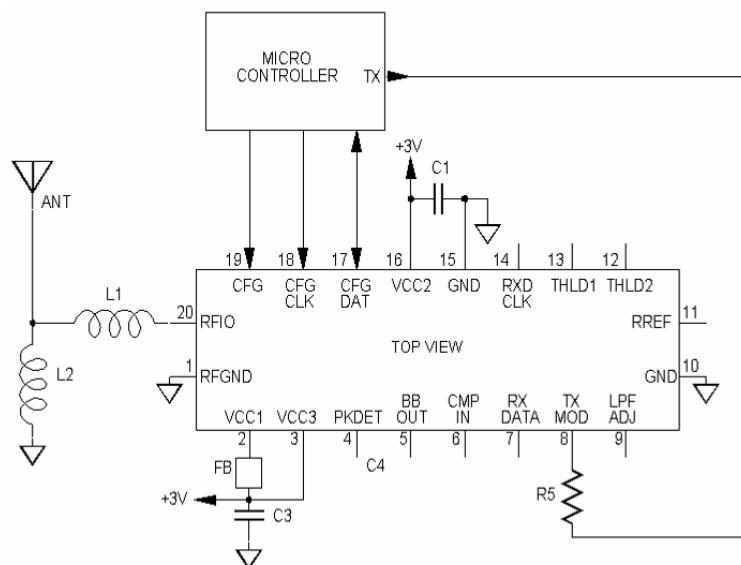 MICRO
CONTROLLER
TX
+3V
C1
ANT
19
18
17
16
15
14
13
12
CFG
CFG
CLK
CFG
DAT
VCC2
GND
RXD
CLK
THLD1
THLD2
L1
20
RFIO
RREF
11
TOP VIEW
L2
1
RFGND
GND
10
VCC1
VCC3
PKDET
BB
OUT
CMP
IN
RX
DATA
TX
MOD
LPF
ADJ
2
3
4
5
6
7
8
9
FB
C4
R5
+3V
C3